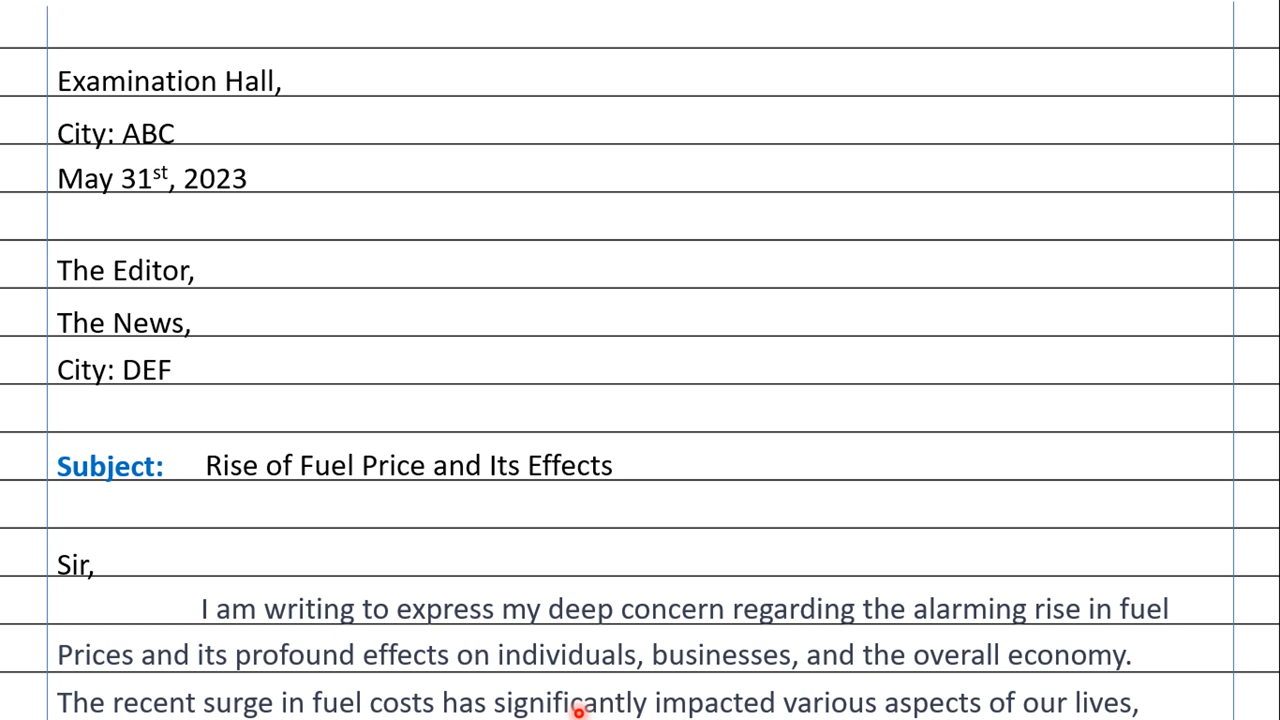 Examination Hall,
City: ABC
May 31st, 2023
The Editor,
The News,
City: DEF
Subject: Rise of Fuel Price and Its Effects
Sir,
I am writing to express my deep concern regarding the alarming rise in fuel
Prices and its profound effects on individuals, businesses, and the overall economy.
The recent surge in fuel costs has significantly impacted various aspects of our lives,